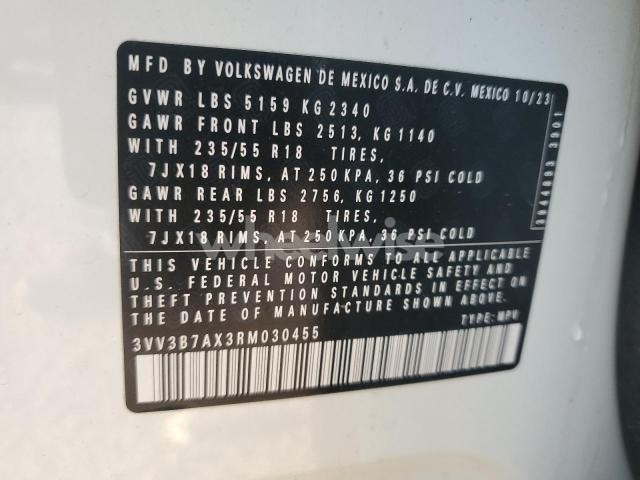 MFD BY VOLKSWAGEN DE MEXICO S.A. DE C.V. MEXICO 10/23
GVWR LBS 5159 KG 2340
GAWR FRONT LBS 2513, KG 1140
WITH 235/55 R18 TIRES,
7JX18 RIMS, AT 250 KPA, 36 PSI COLD
GAWR REAR LBS 2756, KG 1250
WITH 235/55 R18 TIRES,
7JX18 RIMS, AT 250 KPA, 36 PSI COLD
THIS VEHICLE CONFORMS TO ALL APPLICABLE
U.S. FEDERAL MOTOR VEHICLE SAFETY AND
THEFT PREVENTION STANDARDS IN EFFECT ON
THE DATE OF MANUFACTURE SHOWN ABOVE.
TYPE: MPV
3VV3B7AX3RM030455
3901
wheelwise